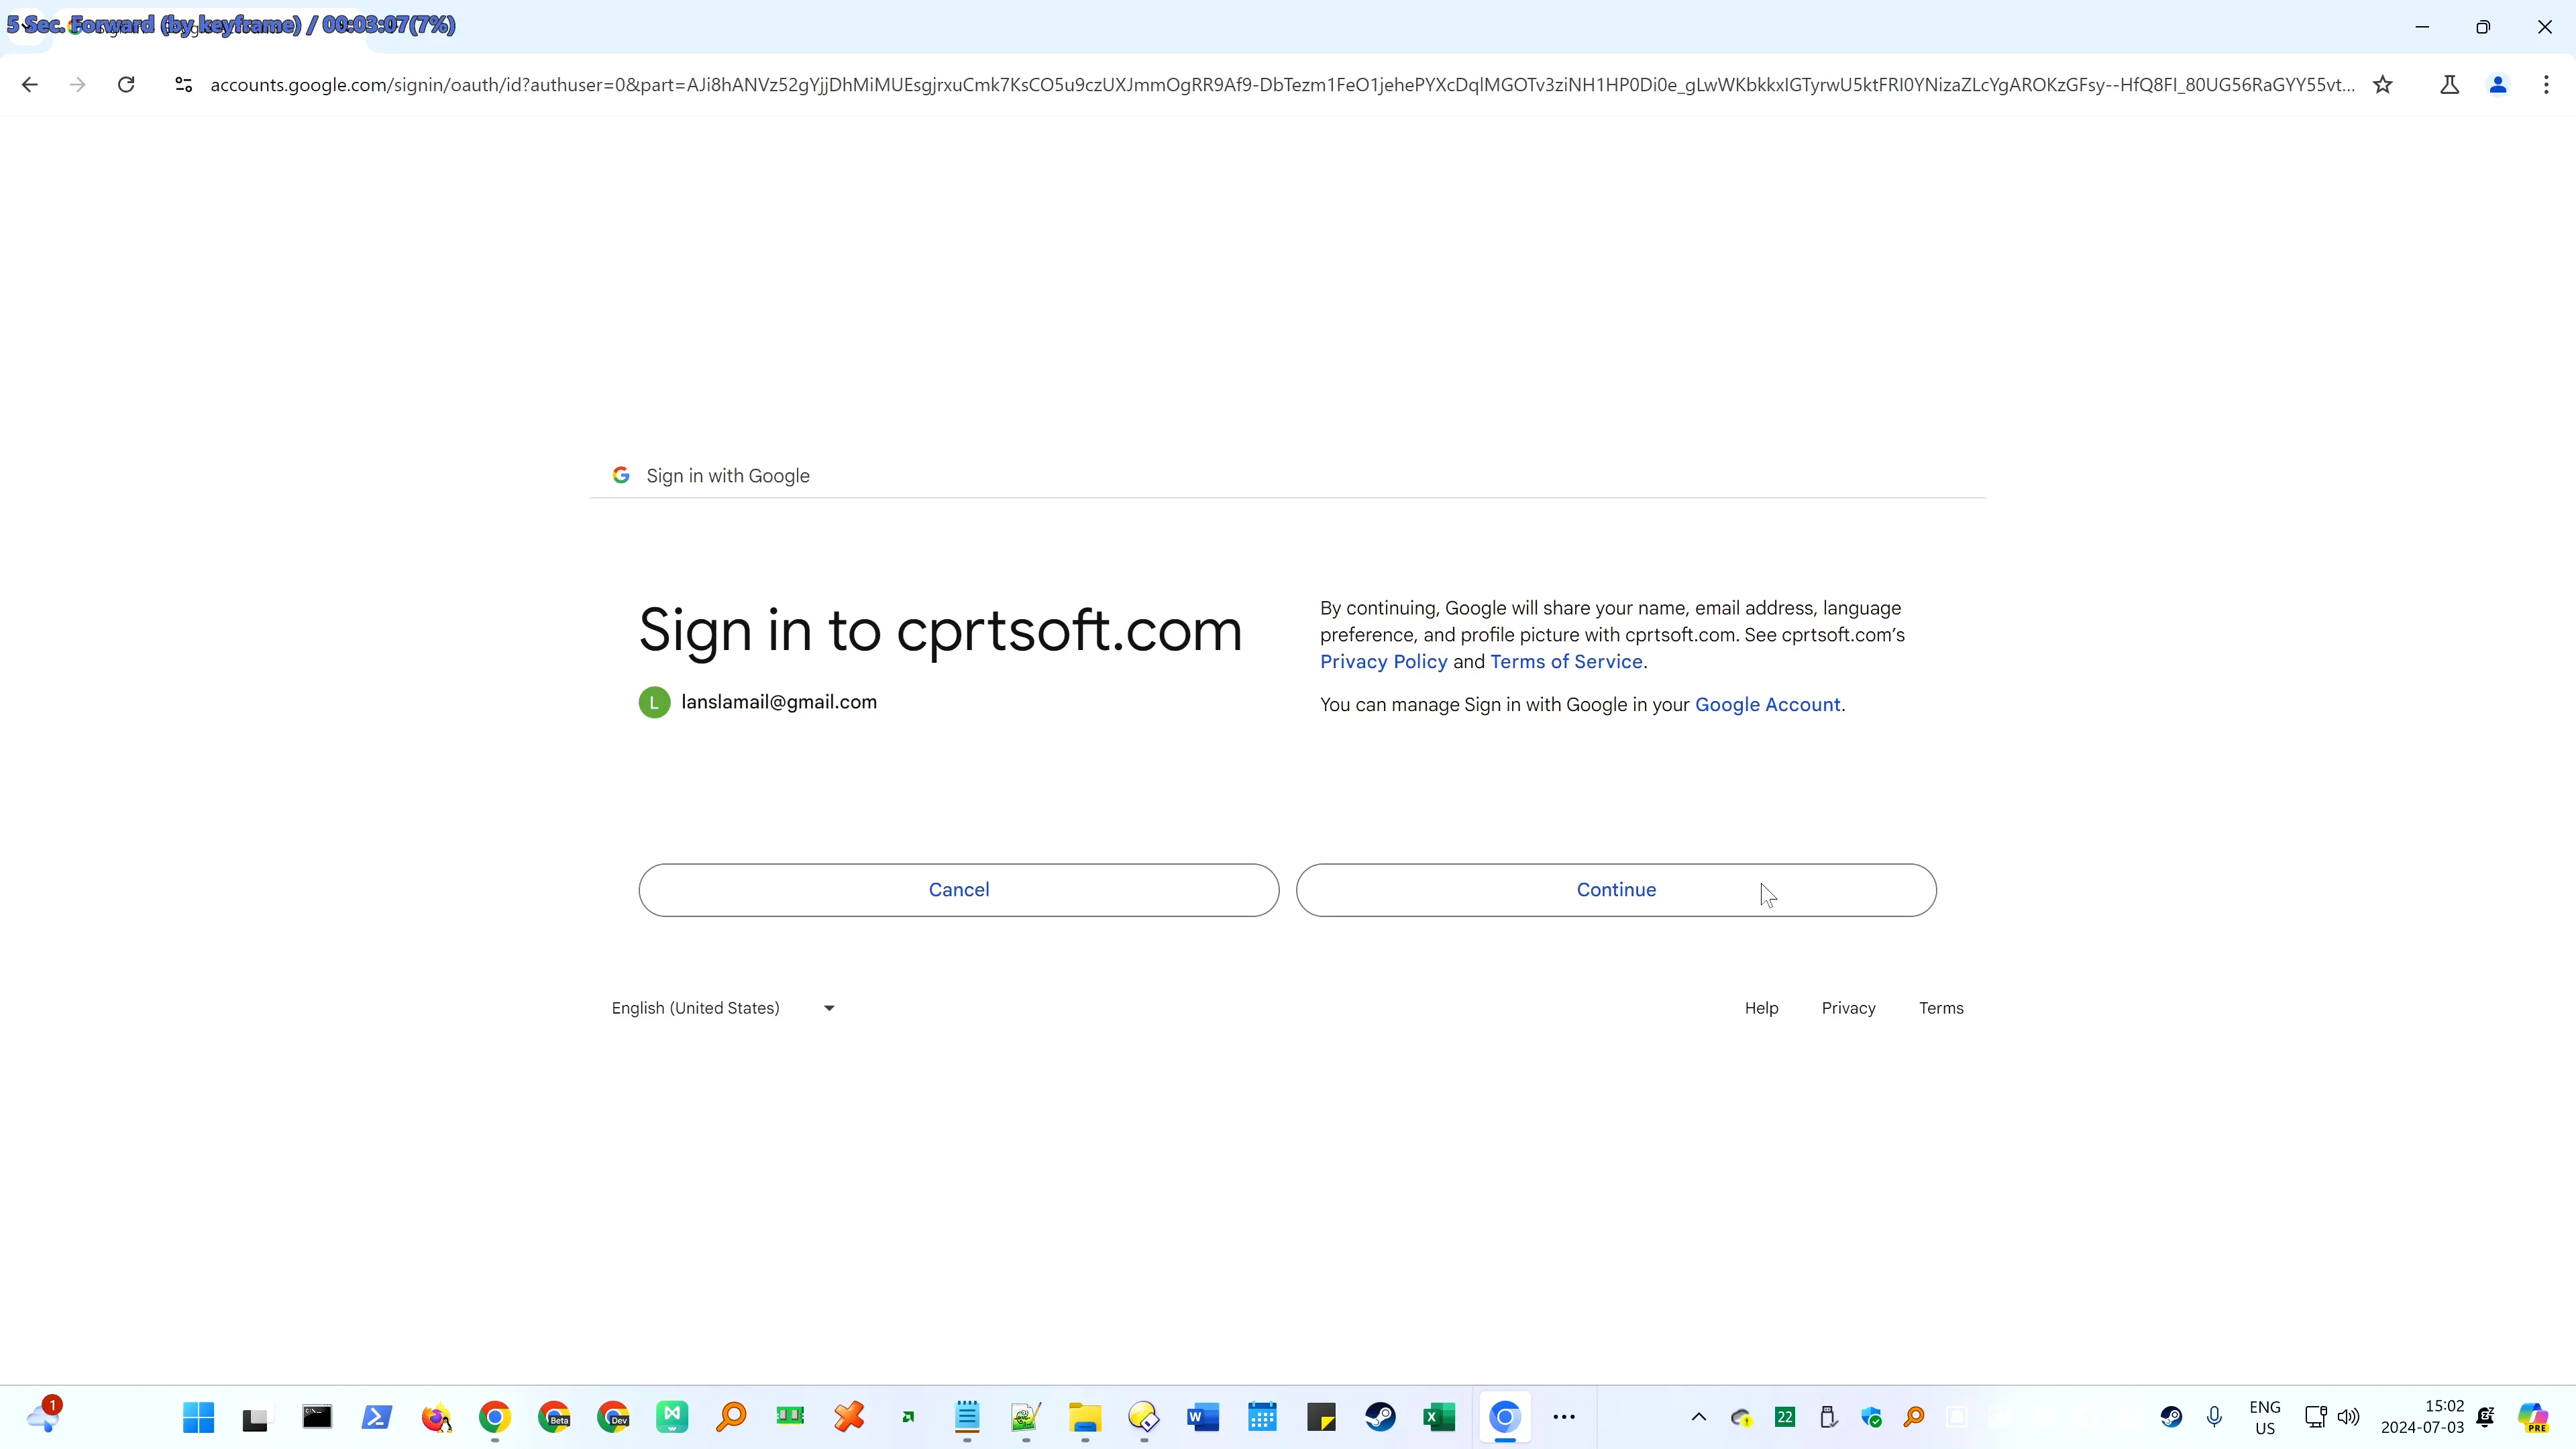 5 Sec. Forward (by keyframe) / 00:03:07(7%)
accounts.google.com/signin/oauth/id?authuser=0&part=AJi8hANVz52gYjjDhMiMUEsgjrxuCmk7KsCO5u9czUXJmmOgRR9Af9-DbTezm1FeO1jehePYXcDqlMGOTv3ziNH1HP0Di0e_gLwWKbkkxIGTyrwU5ktFRI0YNizaZLcYgAROKzGFsy--HfQ8FI_80UG56RaGYY55vt...
Sign in with Google
Sign in to cprtsoft.com
L lanslamail@gmail.com
By continuing, Google will share your name, email address, language
preference, and profile picture with cprtsoft.com. See cprtsoft.com's
Privacy Policy and Terms of Service.
You can manage Sign in with Google in your Google Account.
Cancel
Continue
English (United States)
Help
Privacy
Terms
1
Beta
Dev
W
X
22
ENG
US
15:02
2024-07-03
PRE